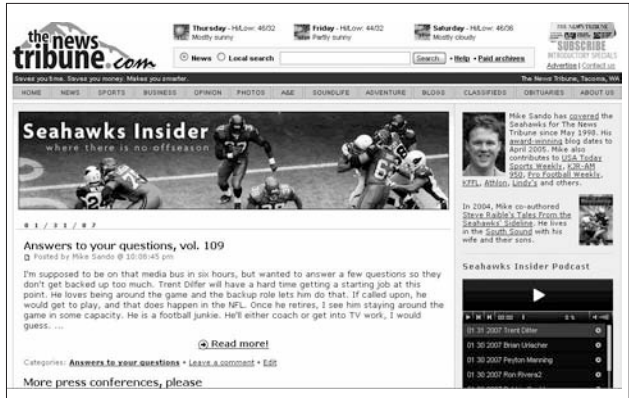 the news tribune.com
Thursday - Hi/Low: 46/32
Mostly sunny
Friday - Hi/Low: 44/32
Partly sunny
Saturday - Hi/Low: 46/36
Mostly cloudy
News Local search Search • Help • Paid archives
THE NEWS TRIBUNE
SUBSCRIBE
INTRODUCTORY SPECIALS
Advertise | Contact us
Saves you time. Saves you money. Makes you smarter.
The News Tribune, Tacoma, WA
HOME NEWS SPORTS BUSINESS OPINION PHOTOS A&E SOUNDLIFE ADVENTURE BLOGS CLASSIFIEDS OBITUARIES ABOUT US
Seahawks Insider
where there is no offseason
01/31/07
Answers to your questions, vol. 109
Posted by Mike Sando @ 10:06:45 pm
I'm supposed to be on that media bus in six hours, but wanted to answer a few questions so they
don't get backed up too much. Trent Dilfer will have a hard time getting a starting job at this
point. He loves being around the game and the backup role lets him do that. If called upon, he
would get to play, and that does happen in the NFL. Once he retires, I see him staying around the
game in some capacity. He is a football junkie. He'll either coach or get into TV work, I would
guess. ...
Read more!
Categories: Answers to your questions • Leave a comment • Edit
More press conferences, please
Mike Sando has covered the
Seahawks for The News
Tribune since May 1998. His
award-winning blog dates to
April 2005. Mike also
contributes to USA Today
Sports Weekly, KJR-AM
950, Pro Football Weekly,
KFFL, Athlon, Lindy's and others.
In 2004, Mike co-authored
Steve Raible's Tales From the
Seahawks' Sideline. He lives
in the South Sound with his
wife and their sons.
Seahawks Insider Podcast
00:00 0 %
01 31 2007 Trent Dilfer
01 30 2007 Brian Urlacher
01 30 2007 Peyton Manning
01 30 2007 Ron Rivera2